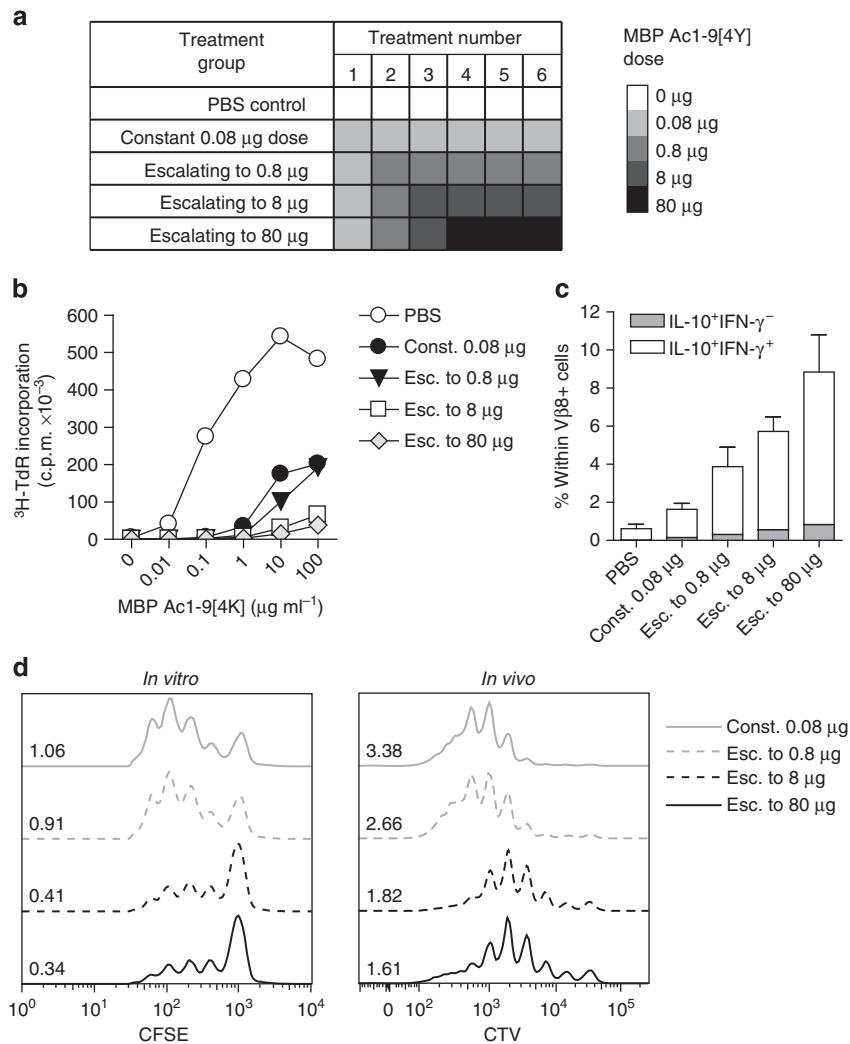 a
Treatment group
Treatment number
1 2 3 4 5 6
PBS control
Constant 0.08 µg dose
Escalating to 0.8 µg
Escalating to 8 µg
Escalating to 80 µg
MBP Ac1-9[4Y]
dose
0 µg
0.08 µg
0.8 µg
8 µg
80 µg
b
600
500
400
300
200
100
0
³H-TdR incorporation
(c.p.m. ×10⁻³)
0 0.01 0.1 1 10 100
MBP Ac1-9[4K] (µg ml⁻¹)
PBS
Const. 0.08 µg
Esc. to 0.8 µg
Esc. to 8 µg
Esc. to 80 µg
c
12
10
8
6
4
2
0
% Within Vβ8+ cells
IL-10⁺IFN-γ⁻
IL-10⁺IFN-γ⁺
PBS
Const. 0.08 µg
Esc. to 0.8 µg
Esc. to 8 µg
Esc. to 80 µg
d
In vitro
1.06
0.91
0.41
0.34
10⁰ 10¹ 10² 10³ 10⁴
CFSE
In vivo
3.38
2.66
1.82
1.61
0 10² 10³ 10⁴ 10⁵
CTV
Const. 0.08 µg
Esc. to 0.8 µg
Esc. to 8 µg
Esc. to 80 µg